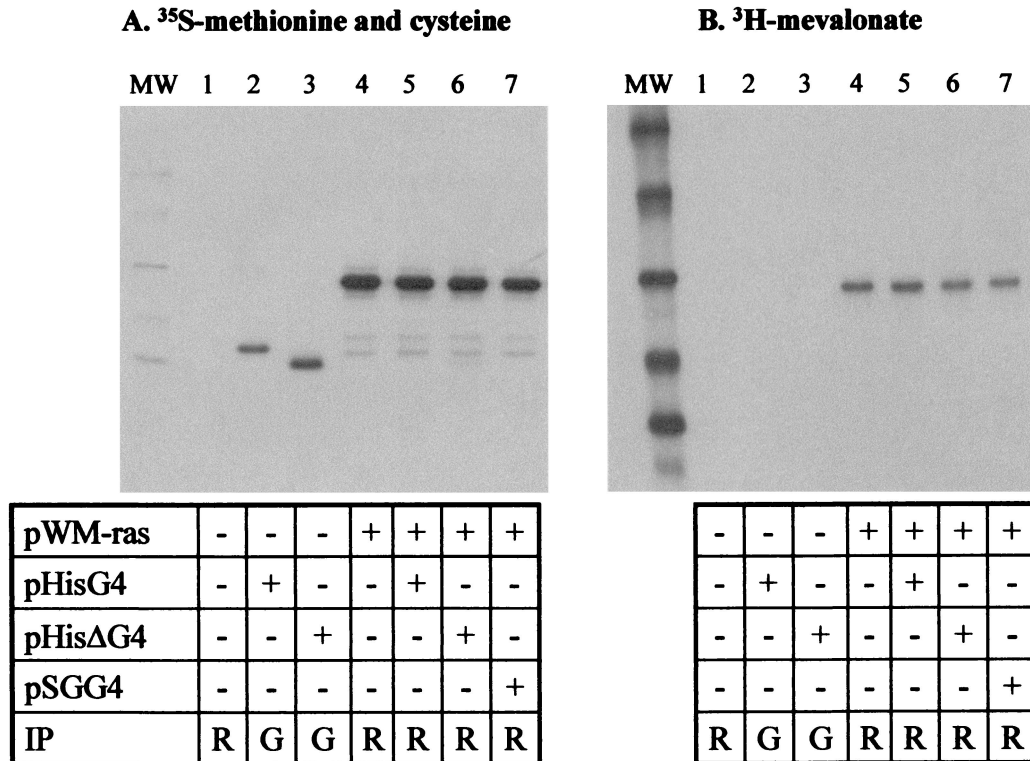 A. ³⁵S-methionine and cysteine
B. ³H-mevalonate
MW 1 2 3 4 5 6 7
MW 1 2 3 4 5 6 7
pWM-ras - - - + + + +
pHisG4 - + - - + - -
pHisΔG4 - - + - - + -
pSGG4 - - - - - - +
IP R G G R R R R
- - - + + + +
- + - - + - -
- - + - - + -
- - - - - - +
R G G R R R R